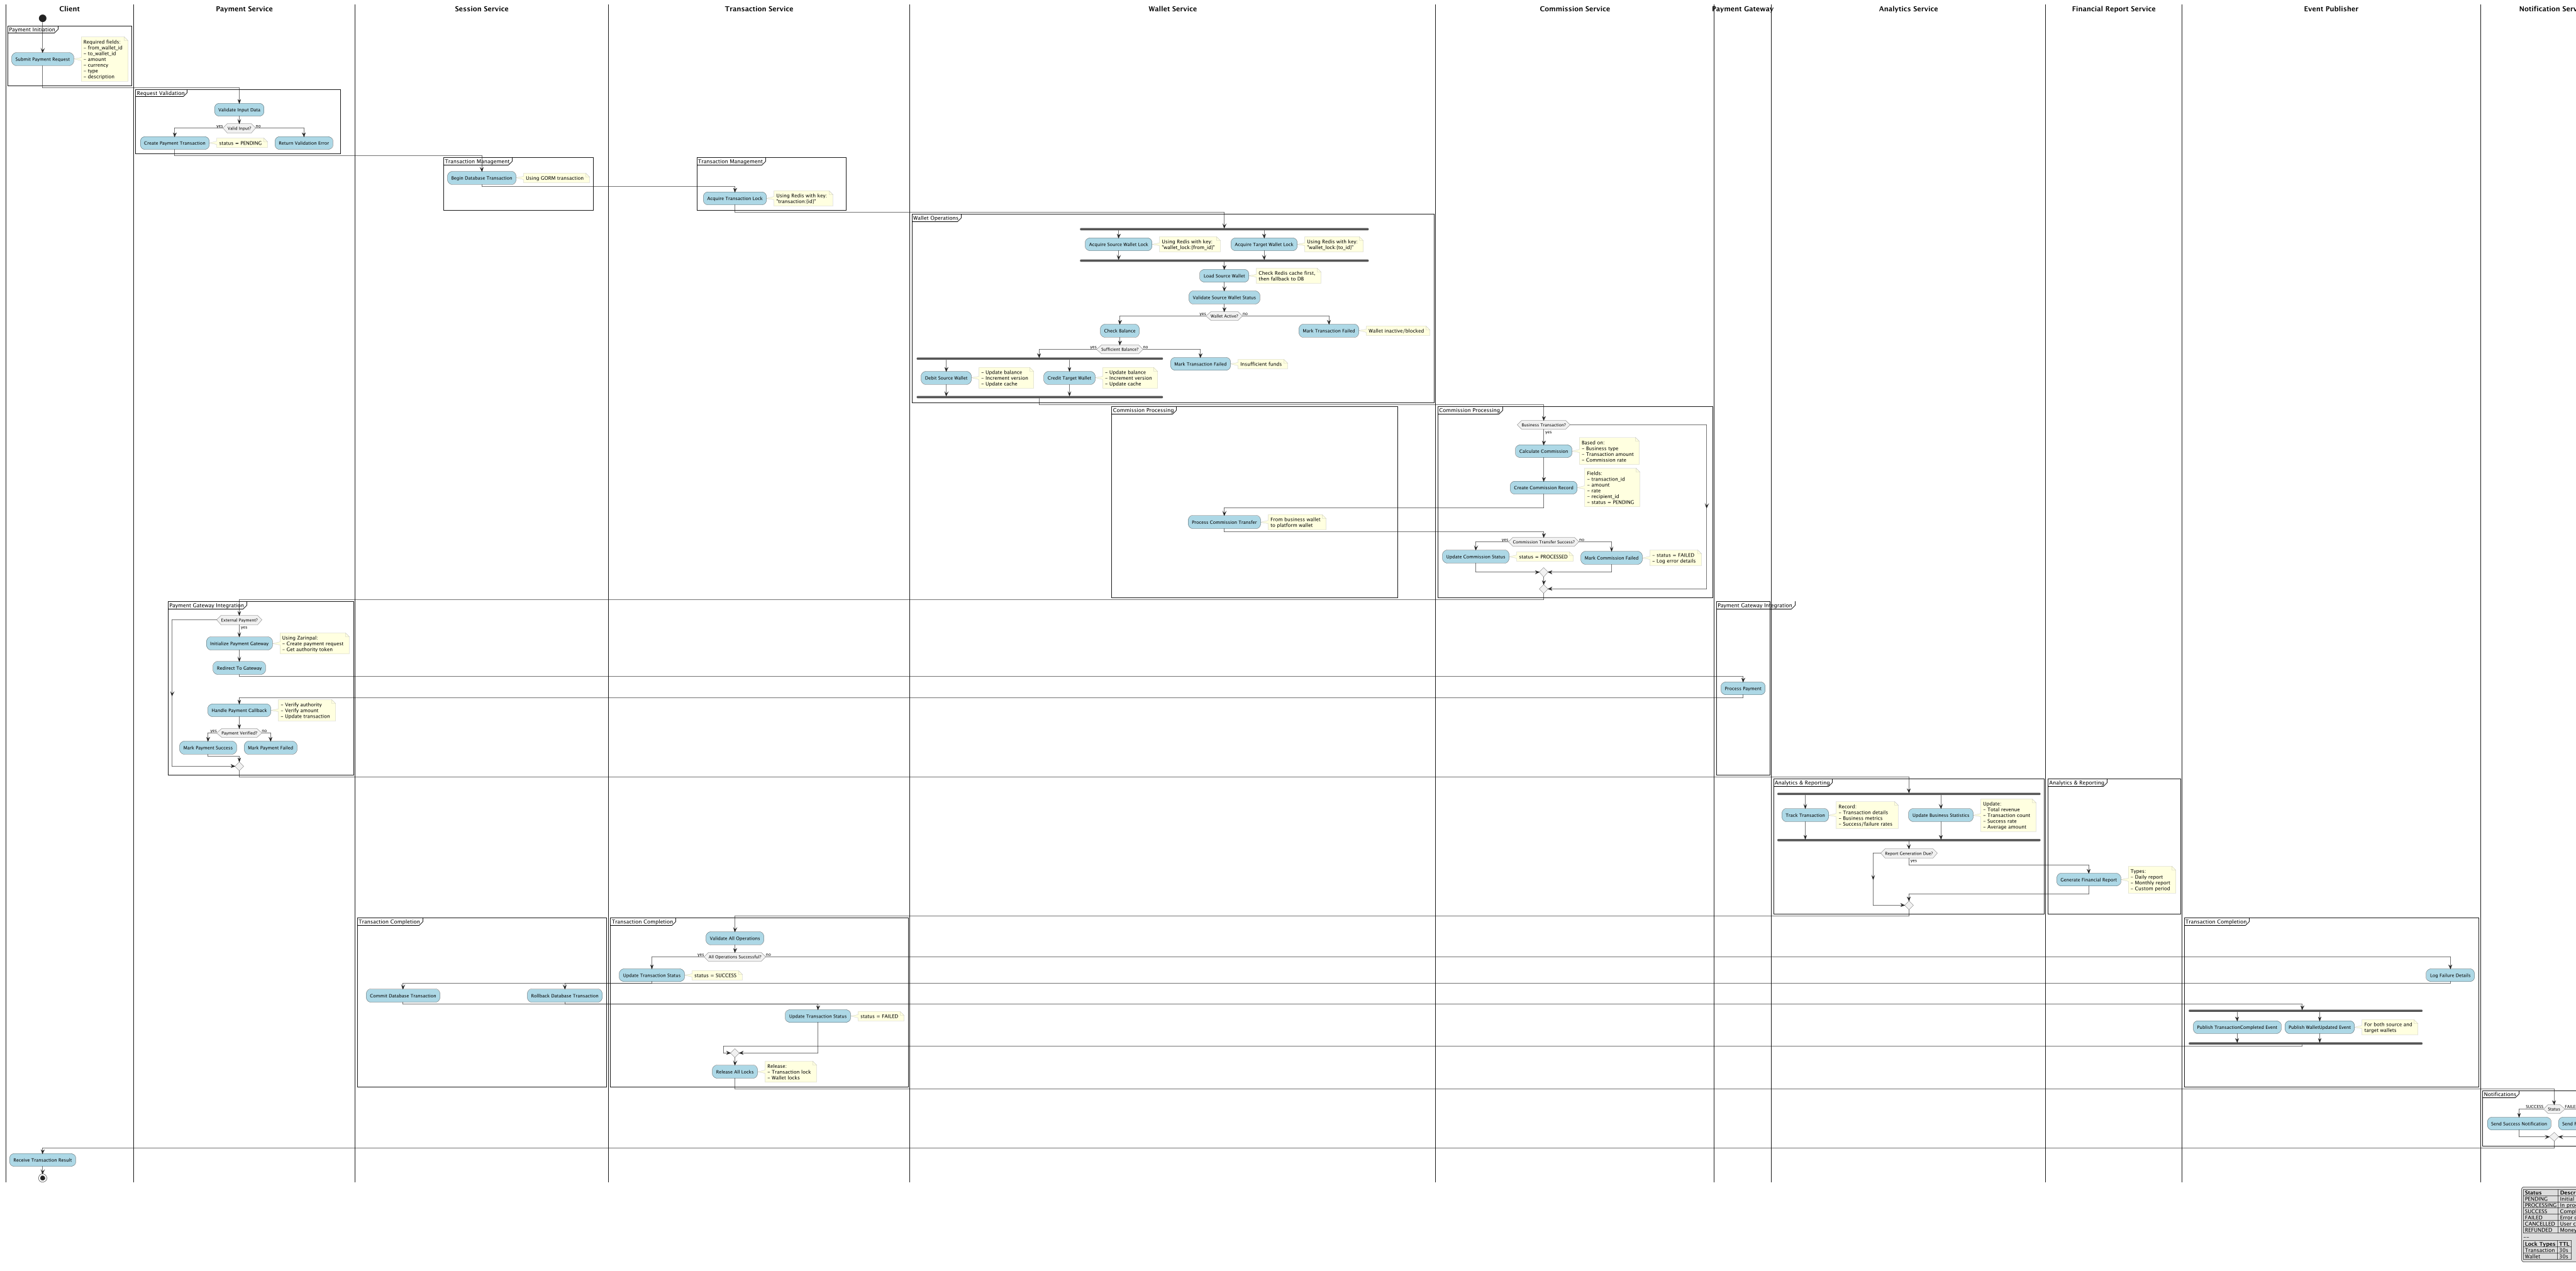 Client
Payment Service
Session Service
Transaction Service
Wallet Service
Commission Service
Payment Gateway
Analytics Service
Financial Report Service
Event Publisher
Notification Serv
Payment Initiation
Submit Payment Request
Required fields:
- from_wallet_id
- to_wallet_id
- amount
- currency
- type
- description
Request Validation
Validate Input Data
yes
Valid Input?
no
Create Payment Transaction
status = PENDING
Return Validation Error
Transaction Management
Begin Database Transaction
Using GORM transaction
Transaction Management
Acquire Transaction Lock
Using Redis with key:
"transaction:{id}"
Wallet Operations
Acquire Source Wallet Lock
Using Redis with key:
"wallet_lock:{from_id}"
Acquire Target Wallet Lock
Using Redis with key:
"wallet_lock:{to_id}"
Load Source Wallet
Check Redis cache first,
then fallback to DB
Validate Source Wallet Status
yes
Wallet Active?
no
Check Balance
Mark Transaction Failed
Wallet inactive/blocked
yes
Sufficient Balance?
no
Mark Transaction Failed
Insufficient funds
Debit Source Wallet
- Update balance
- Increment version
- Update cache
Credit Target Wallet
- Update balance
- Increment version
- Update cache
Commission Processing
Commission Processing
Business Transaction?
yes
Calculate Commission
Based on:
- Business type
- Transaction amount
- Commission rate
Create Commission Record
Fields:
- transaction_id
- amount
- rate
- recipient_id
- status = PENDING
Process Commission Transfer
From business wallet
to platform wallet
yes
Commission Transfer Success?
no
Update Commission Status
status = PROCESSED
Mark Commission Failed
- status = FAILED
- Log error details
Payment Gateway Integration
Payment Gateway Integration
External Payment?
yes
Initialize Payment Gateway
Using Zarinpal:
- Create payment request
- Get authority token
Redirect To Gateway
Process Payment
Handle Payment Callback
- Verify authority
- Verify amount
- Update transaction
yes
Payment Verified?
no
Mark Payment Success
Mark Payment Failed
Analytics & Reporting
Analytics & Reporting
Track Transaction
Record:
- Transaction details
- Business metrics
- Success/failure rates
Update Business Statistics
Update:
- Total revenue
- Transaction count
- Success rate
- Average amount
Report Generation Due?
yes
Generate Financial Report
Types:
- Daily report
- Monthly report
- Custom period
Transaction Completion
Transaction Completion
Transaction Completion
Validate All Operations
yes
All Operations Successful?
no
Update Transaction Status
status = SUCCESS
Log Failure Details
Commit Database Transaction
Rollback Database Transaction
Update Transaction Status
status = FAILED
Publish TransactionCompleted Event
Publish WalletUpdated Event
For both source and
target wallets
Release All Locks
Release:
- Transaction lock
- Wallet locks
Notifications
SUCCESS
Status
FAILE
Send Success Notification
Send F
Receive Transaction Result
Status Descr
PENDING Initial
PROCESSING In proc
SUCCESS Compl
FAILED Error o
CANCELLED User c
REFUNDED Money
Lock Types TTL
Transaction 30s
Wallet 30s